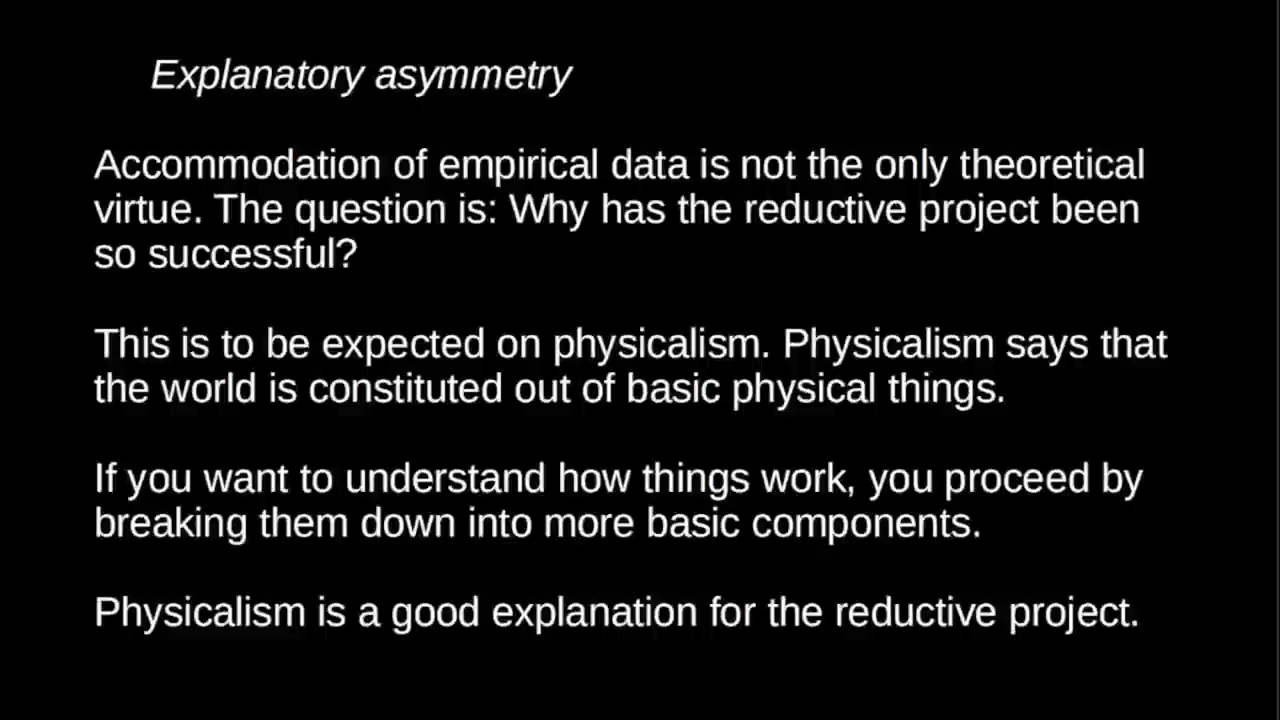 Explanatory asymmetry
Accommodation of empirical data is not the only theoretical
virtue. The question is: Why has the reductive project been
so successful?
This is to be expected on physicalism. Physicalism says that
the world is constituted out of basic physical things.
If you want to understand how things work, you proceed by
breaking them down into more basic components.
Physicalism is a good explanation for the reductive project.